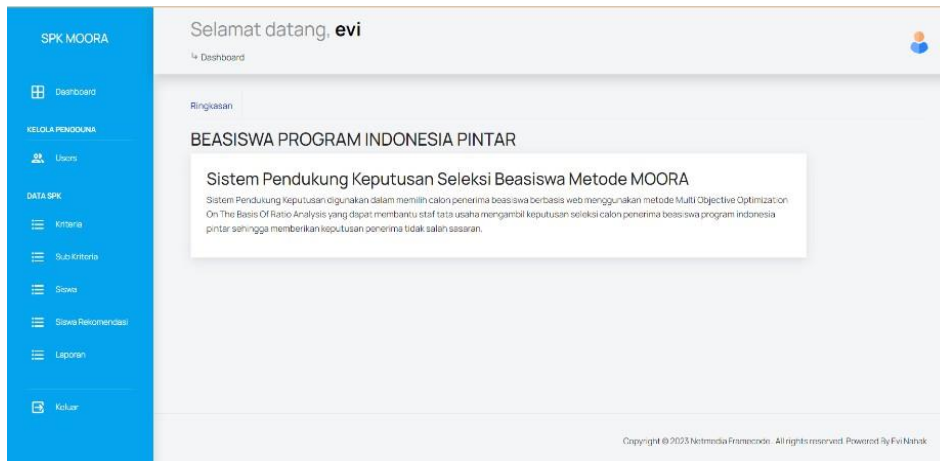 SPK MOORA
Selamat datang, evi
Dashboard
Dashboard
KELOLA PENGGUNA
Users
DATA SPK
Kriteria
Sub Kriteria
Siswa
Siswa Rekomendasi
Laporan
Keluar
Ringkasan
BEASISWA PROGRAM INDONESIA PINTAR
Sistem Pendukung Keputusan Seleksi Beasiswa Metode MOORA
Sistem Pendukung Keputusan digunakan dalam memilih calon penerima beasiswa berbasis web menggunakan metode Multi Objective Optimization
On The Basis Of Ratio Analysis yang dapat membantu staf tata usaha mengambil keputusan seleksi calon penerima beasiswa program indonesia
pintar sehingga memberikan keputusan penerima tidak salah sasaran.
Copyright © 2023 Netmedia Framecode. All rights reserved. Powered By Evi Nahak